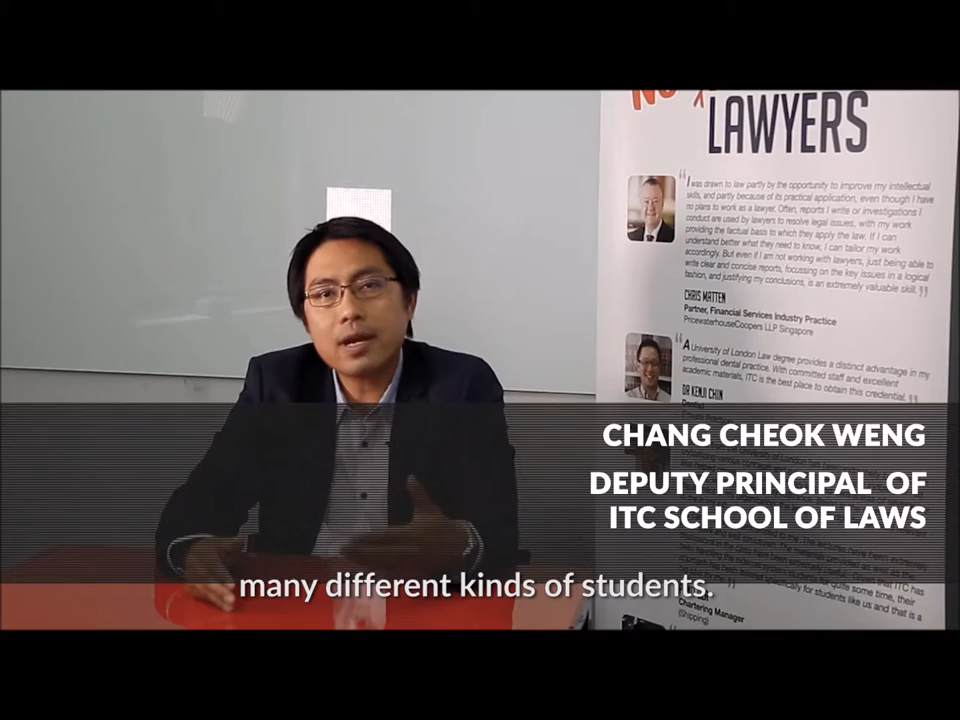 NO
LAWYERS
"I was drawn to law partly by the opportunity to improve my intellectual
skills, and partly because of its practical application, even though I have
no plans to work as a lawyer. Often, reports I write or investigations I
conduct are used by lawyers to resolve legal issues, with my work
providing the factual basis to which they apply the law. If I can
understand better what they need to know, I can tailor my work
accordingly. But even if I am not working with lawyers, just being able to
write clear and concise reports, focussing on the key issues in a logical
fashion, and justifying my conclusions, is an extremely valuable skill."
CHRIS MATTEN
Partner, Financial Services Industry Practice
PricewaterhouseCoopers LLP Singapore
"A University of London Law degree provides a distinct advantage in my
professional dental practice. With committed staff and excellent
academic materials, ITC is the best place to obtain this credential."
DR KENJI CHIN
Dentist
CHANG CHEOK WENG
DEPUTY PRINCIPAL OF
ITC SCHOOL OF LAWS
many different kinds of students.
Chartering Manager
(Shipping)